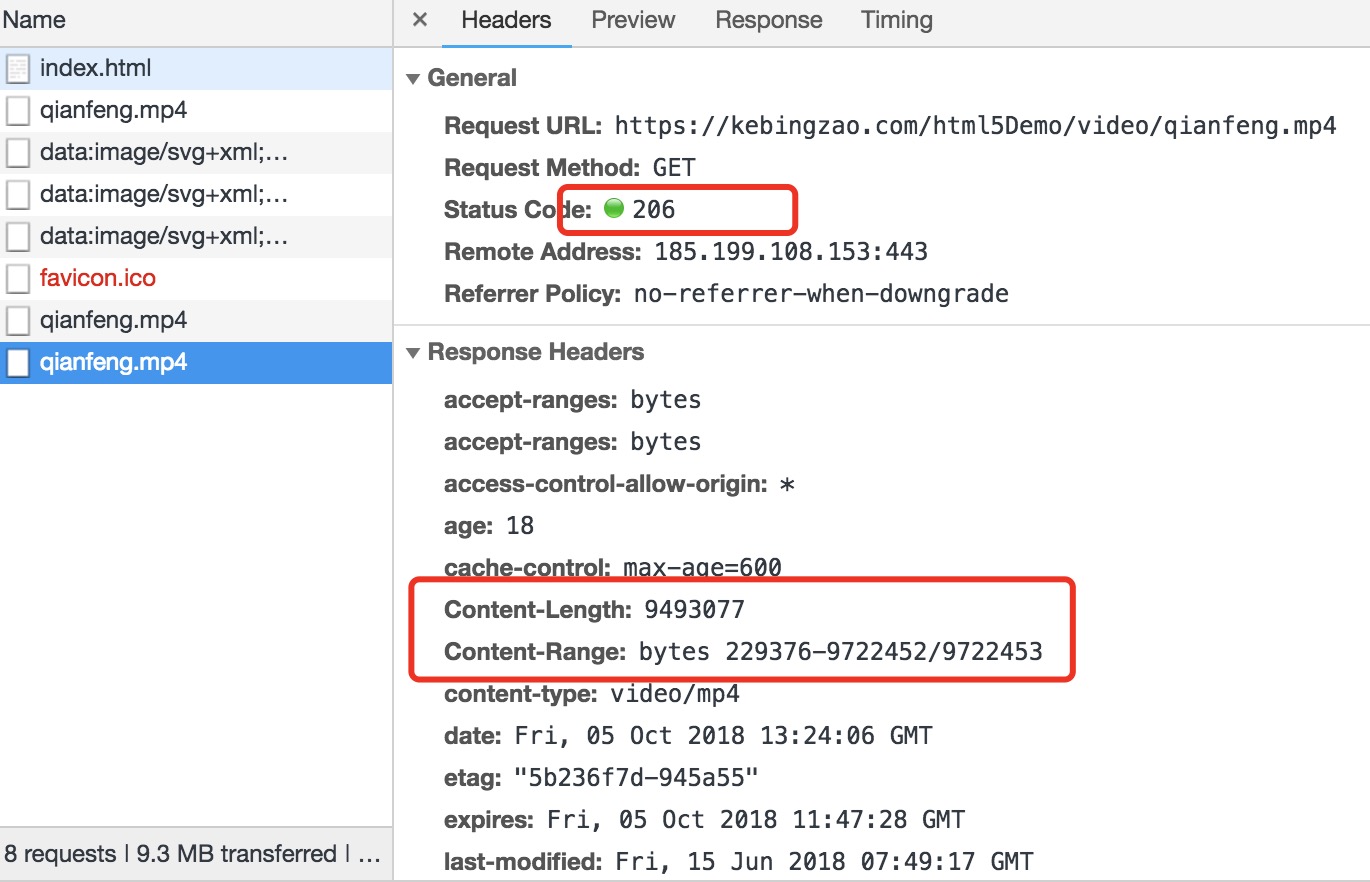 Name
index.html
qianfeng.mp4
data:image/svg+xml;...
data:image/svg+xml;...
data:image/svg+xml;...
favicon.ico
qianfeng.mp4
qianfeng.mp4
8 requests | 9.3 MB transferred | ...
× Headers Preview Response Timing
▼ General
Request URL: https://kebingzao.com/html5Demo/video/qianfeng.mp4
Request Method: GET
Status Code: 206
Remote Address: 185.199.108.153:443
Referrer Policy: no-referrer-when-downgrade
▼ Response Headers
accept-ranges: bytes
accept-ranges: bytes
access-control-allow-origin: *
age: 18
cache-control: max-age=600
Content-Length: 9493077
Content-Range: bytes 229376-9722452/9722453
content-type: video/mp4
date: Fri, 05 Oct 2018 13:24:06 GMT
etag: "5b236f7d-945a55"
expires: Fri, 05 Oct 2018 11:47:28 GMT
last-modified: Fri, 15 Jun 2018 07:49:17 GMT